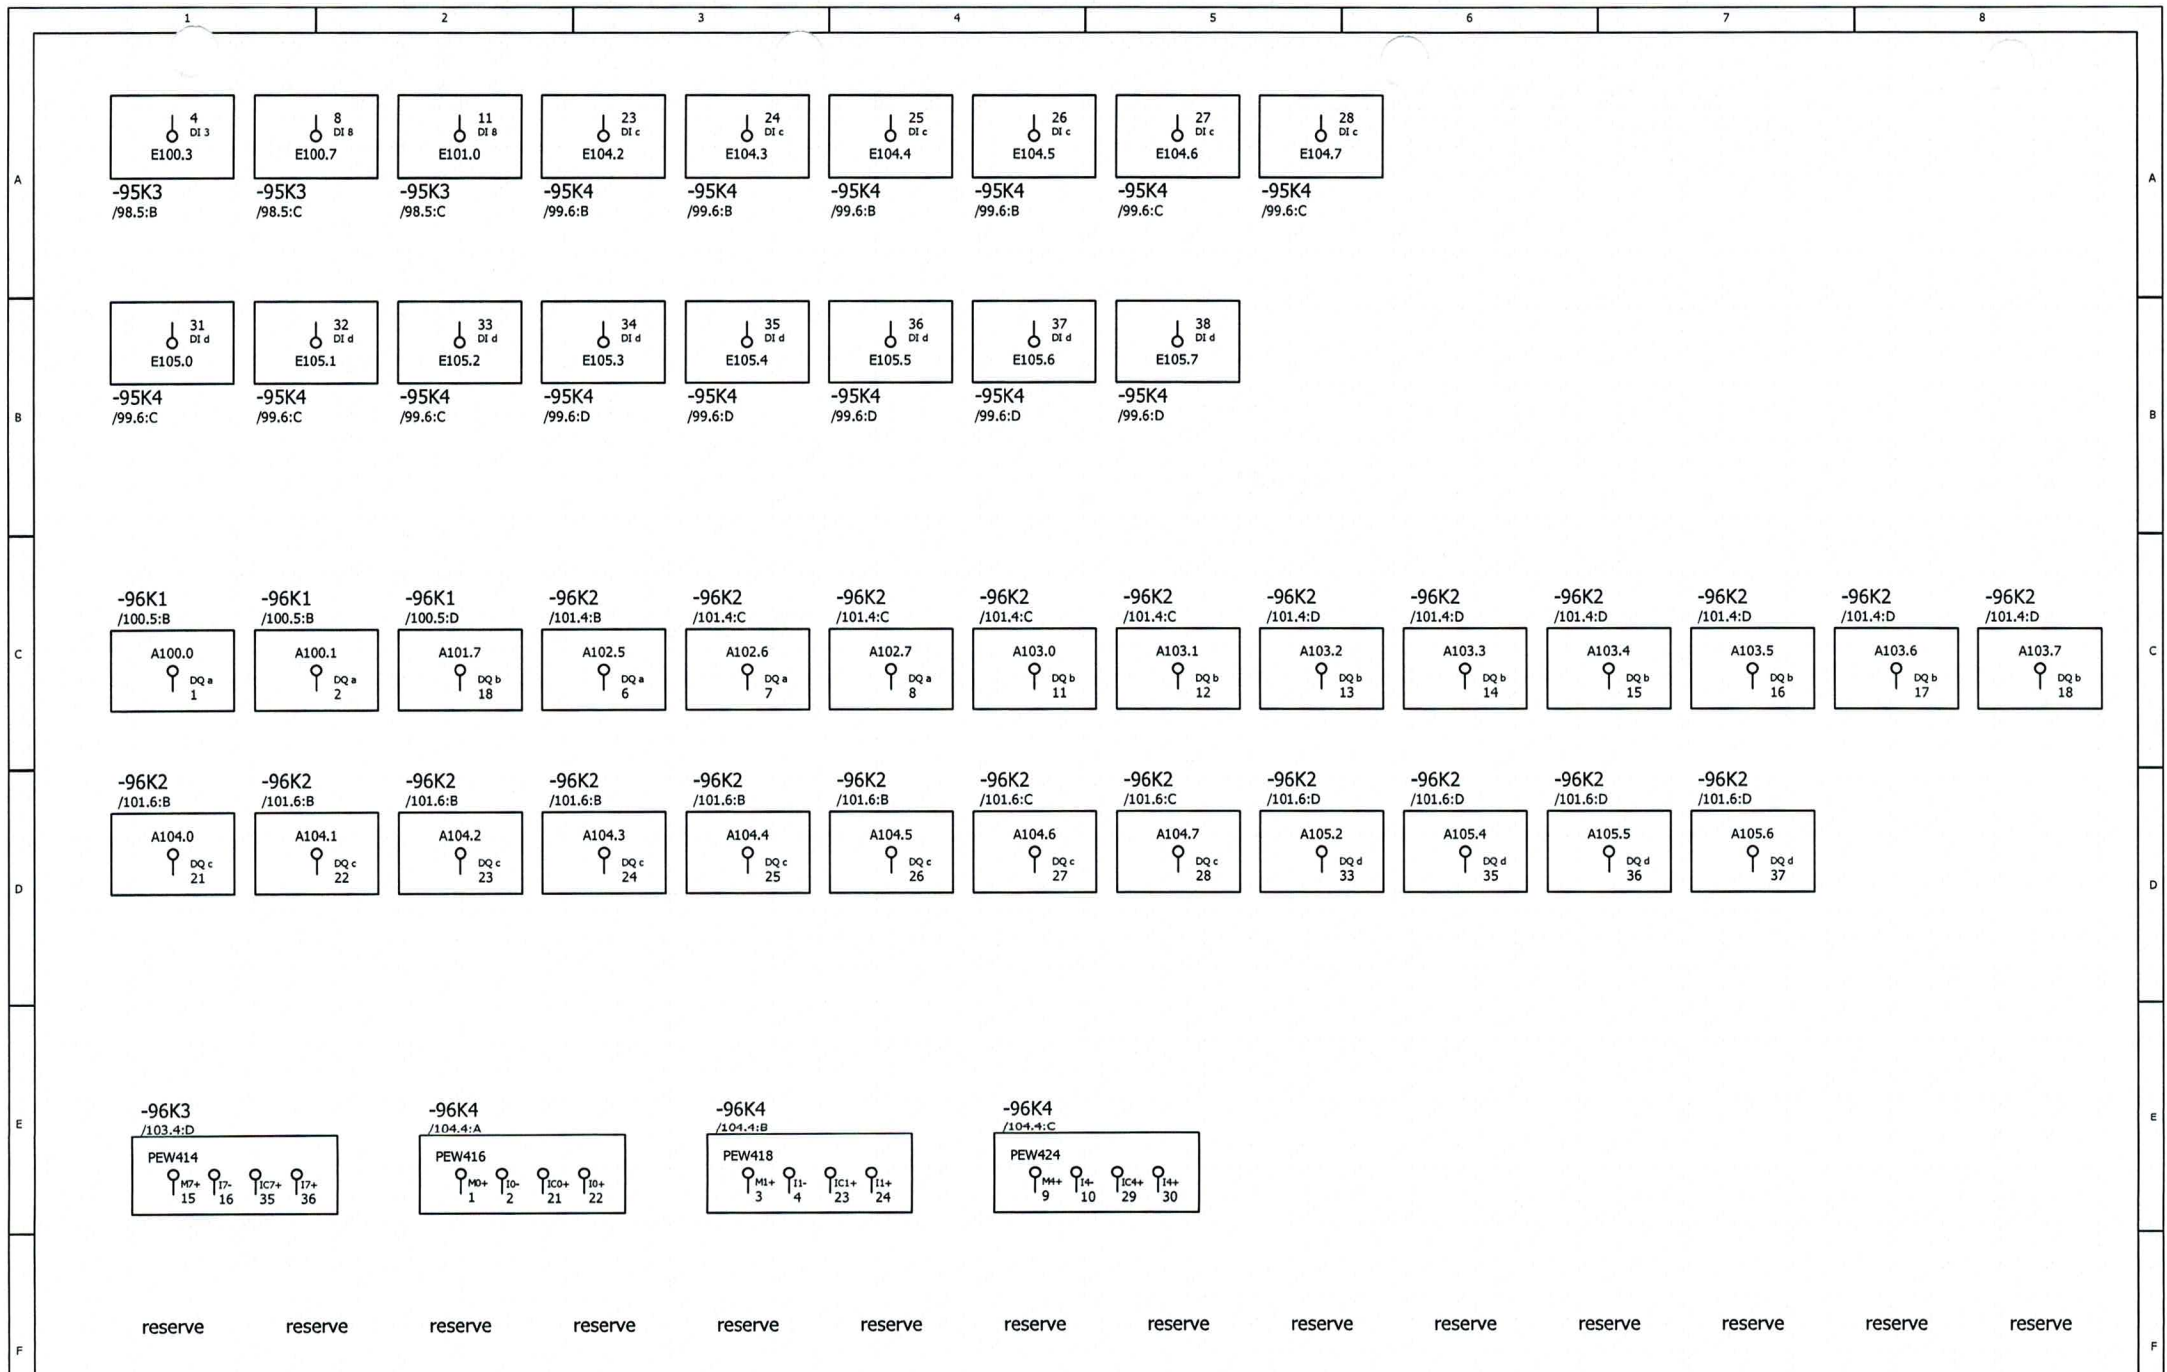 1 2 3 4 5 6 7 8
4 8 11 23 24 25 26 27 28
DI 3 DI 8 DI 8 DI c DI c DI c DI c DI c DI c
E100.3 E100.7 E101.0 E104.2 E104.3 E104.4 E104.5 E104.6 E104.7
A A
-95K3 -95K3 -95K3 -95K4 -95K4 -95K4 -95K4 -95K4 -95K4
/98.5:B /98.5:C /98.5:C /99.6:B /99.6:B /99.6:B /99.6:B /99.6:C /99.6:C
31 32 33 34 35 36 37 38
DI d DI d DI d DI d DI d DI d DI d DI d
E105.0 E105.1 E105.2 E105.3 E105.4 E105.5 E105.6 E105.7
-95K4 -95K4 -95K4 -95K4 -95K4 -95K4 -95K4 -95K4
B /99.6:C /99.6:C /99.6:C /99.6:D /99.6:D /99.6:D /99.6:D /99.6:D B
-96K1 -96K1 -96K1 -96K2 -96K2 -96K2 -96K2 -96K2 -96K2 -96K2 -96K2 -96K2 -96K2 -96K2
/100.5:B /100.5:B /100.5:D /101.4:B /101.4:C /101.4:C /101.4:C /101.4:C /101.4:D /101.4:D /101.4:D /101.4:D /101.4:D /101.4:D
C A100.0 A100.1 A101.7 A102.5 A102.6 A102.7 A103.0 A103.1 A103.2 A103.3 A103.4 A103.5 A103.6 A103.7 C
DQ a DQ a DQ b DQ a DQ a DQ a DQ b DQ b DQ b DQ b DQ b DQ b DQ b DQ b
1 2 18 6 7 8 11 12 13 14 15 16 17 18
-96K2 -96K2 -96K2 -96K2 -96K2 -96K2 -96K2 -96K2 -96K2 -96K2 -96K2 -96K2
/101.6:B /101.6:B /101.6:B /101.6:B /101.6:B /101.6:B /101.6:C /101.6:C /101.6:D /101.6:D /101.6:D /101.6:D
A104.0 A104.1 A104.2 A104.3 A104.4 A104.5 A104.6 A104.7 A105.2 A105.4 A105.5 A105.6
DQ c DQ c DQ c DQ c DQ c DQ c DQ c DQ c DQ d DQ d DQ d DQ d
21 22 23 24 25 26 27 28 33 35 36 37
D D
-96K3 -96K4 -96K4 -96K4
E /103.4:D /104.4:A /104.4:B /104.4:C E
PEW414 PEW416 PEW418 PEW424
M7+ I7- IC7+ I7+ M0+ I0- IC0+ I0+ M1+ I1- IC1+ I1+ M4+ I4- IC4+ I4+
15 16 35 36 1 2 21 22 3 4 23 24 9 10 29 30
reserve reserve reserve reserve reserve reserve reserve reserve reserve reserve reserve reserve reserve reserve
F F